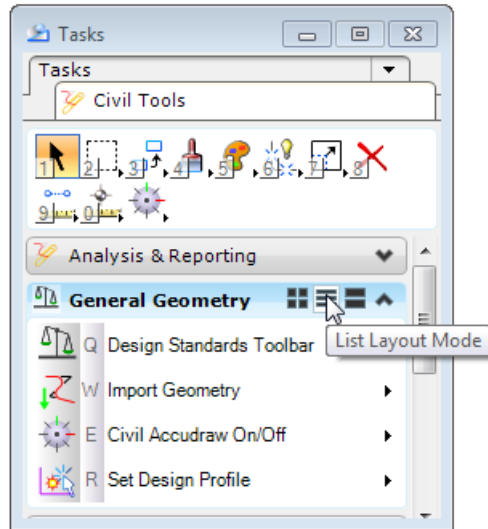 Tasks
Tasks
Civil Tools
1 2 3 4 5 6 7 8
9 0
Analysis & Reporting
General Geometry
List Layout Mode
Q Design Standards Toolbar
W Import Geometry
E Civil Accudraw On/Off
R Set Design Profile